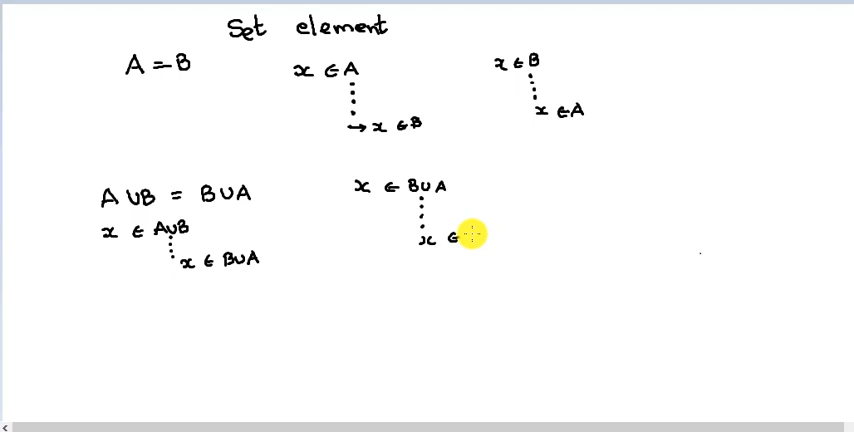 Set element
A = B x ∈ A x ∈ B
→ x ∈ B x ∈ A
A ∪ B = B ∪ A x ∈ B ∪ A
x ∈ A ∪ B x ∈
x ∈ B ∪ A